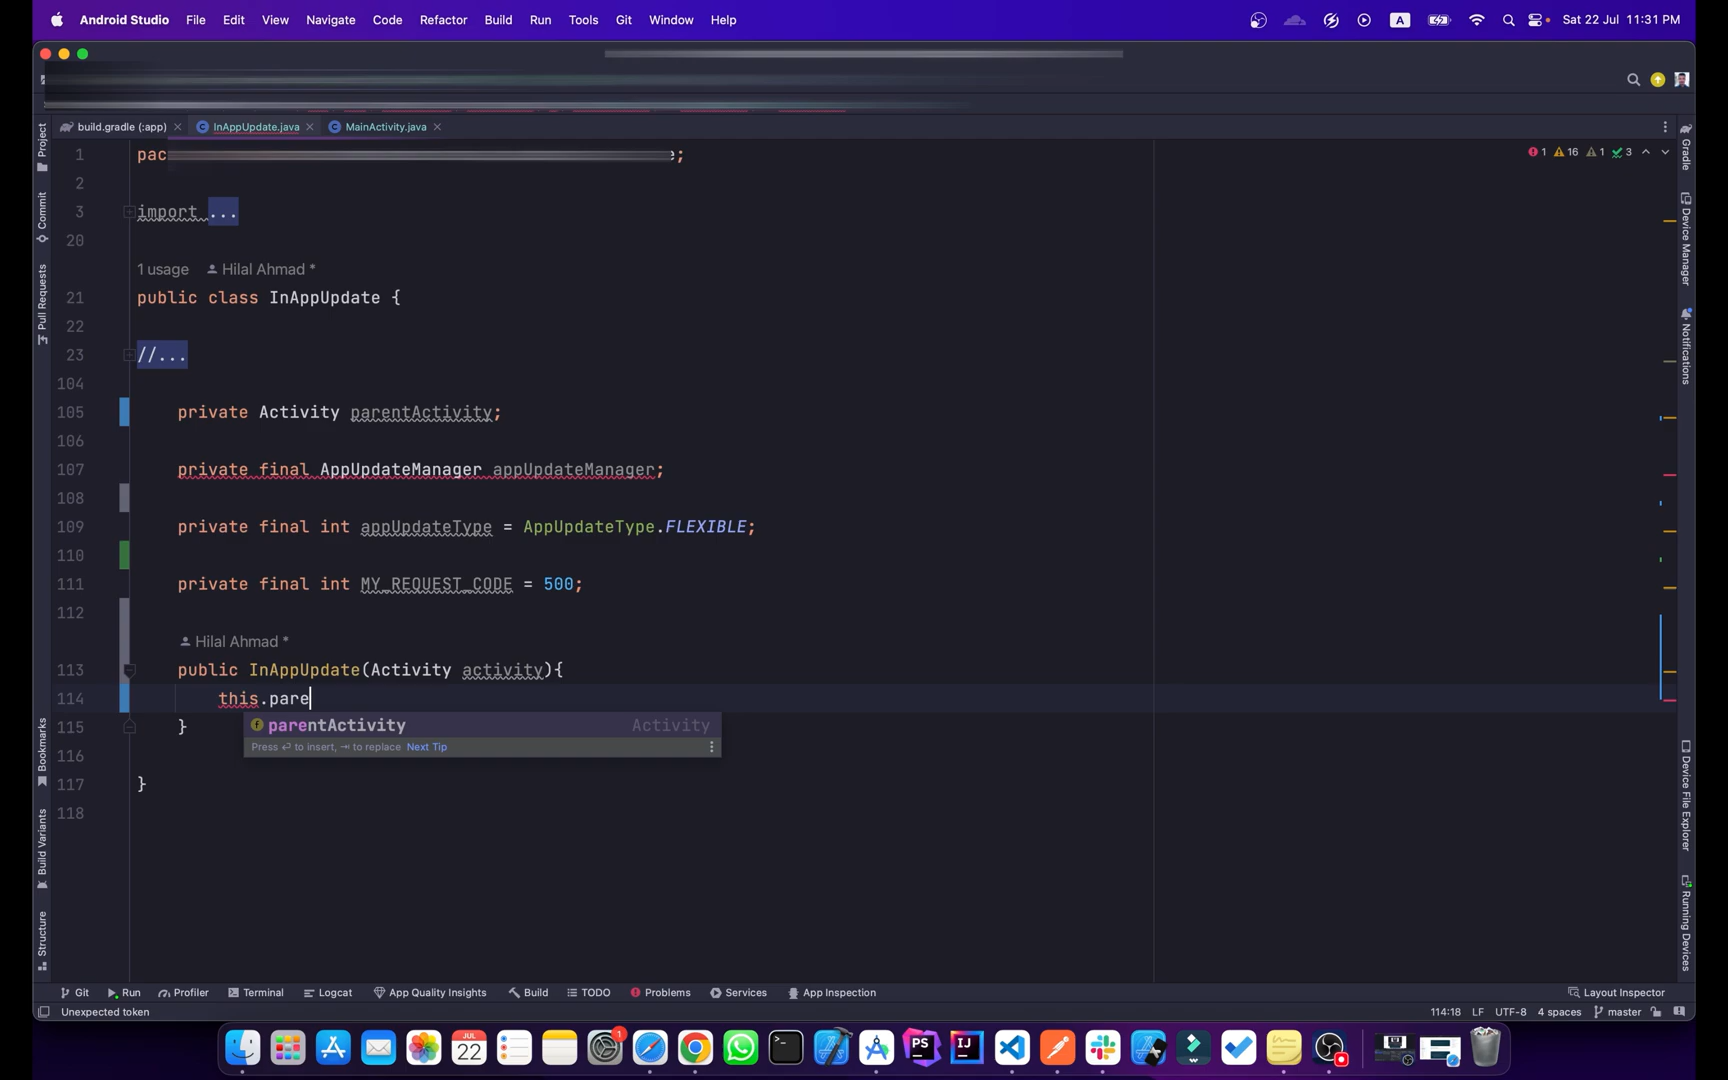 Android Studio File Edit View Navigate Code Refactor Build Run Tools Git Window Help A Sat 22 Jul 11:31 PM
build.gradle (:app) InAppUpdate.java MainActivity.java
Project
Commit
Pull Requests
Bookmarks
Build Variants
Structure
1 pac e;
1 16 1 3
2
3 import ...
20
1 usage Hilal Ahmad *
21 public class InAppUpdate {
22
23 //...
104
105 private Activity parentActivity;
106
107 private final AppUpdateManager appUpdateManager;
108
109 private final int appUpdateType = AppUpdateType.FLEXIBLE;
110
111 private final int MY_REQUEST_CODE = 500;
112
Hilal Ahmad *
113 public InAppUpdate(Activity activity){
114 this.pare
115 }
parentActivity Activity
Press ↩ to insert, ⇥ to replace Next Tip
116
117 }
118
Gradle
Device Manager
Notifications
Device File Explorer
Running Devices
Git Run Profiler Terminal Logcat App Quality Insights Build TODO Problems Services App Inspection Layout Inspector
Unexpected token 114:18 LF UTF-8 4 spaces master
JUL
22
1
PS
IJ